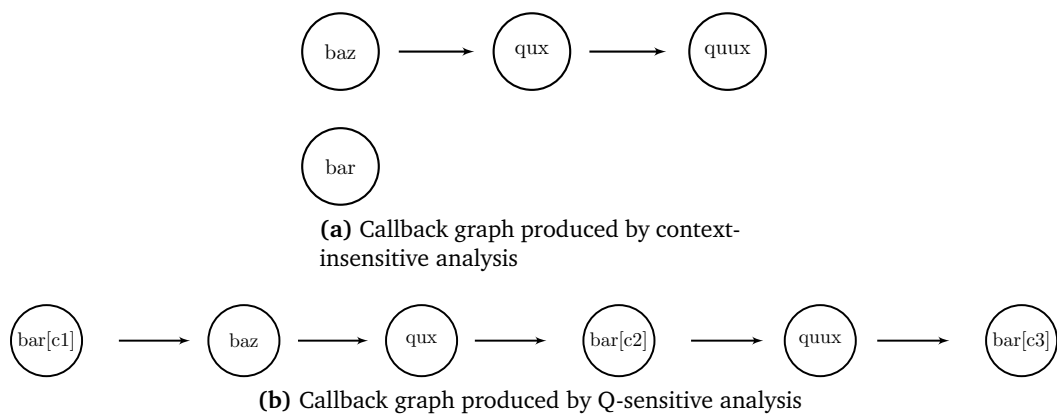 baz qux quux
bar
(a) Callback graph produced by context-
insensitive analysis
bar[c1] baz qux bar[c2] quux bar[c3]
(b) Callback graph produced by Q-sensitive analysis